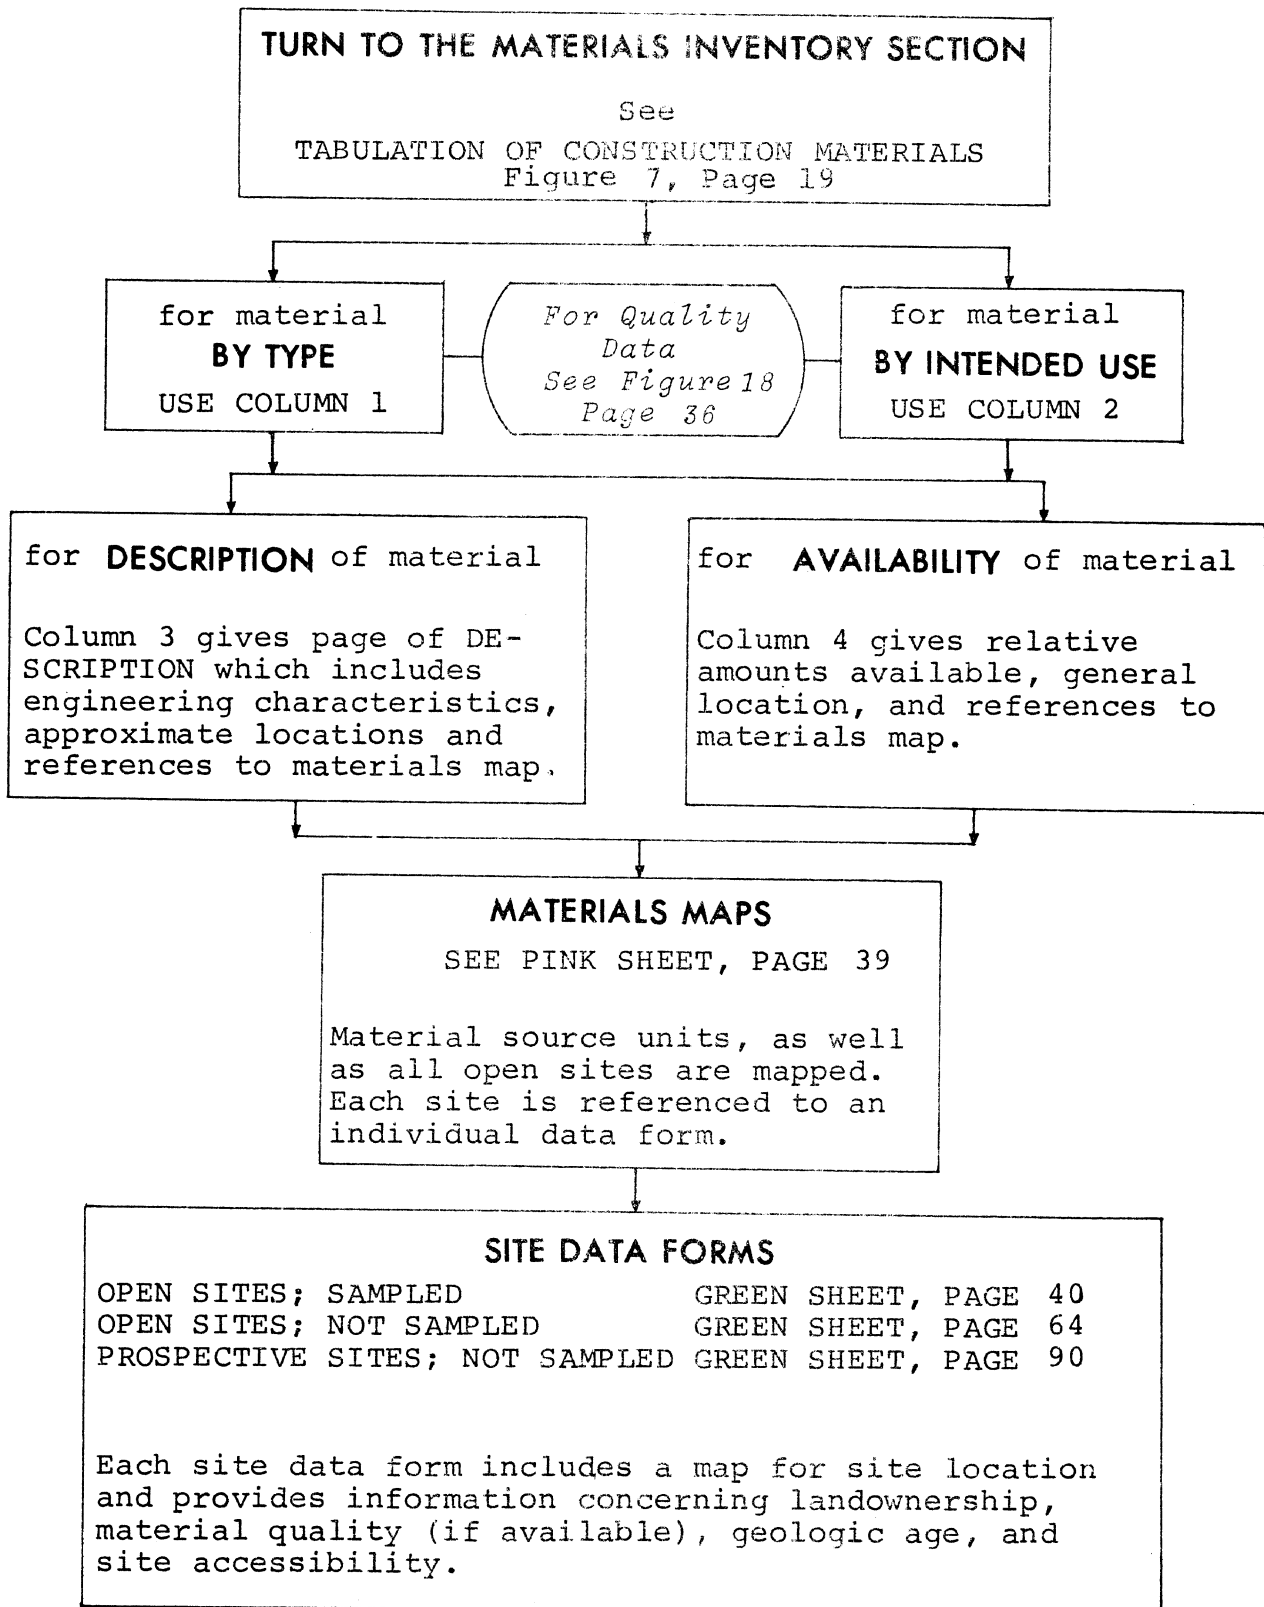 TURN TO THE MATERIALS INVENTORY SECTION
See
TABULATION OF CONSTRUCTION MATERIALS
Figure 7, Page 19
for material
BY TYPE
USE COLUMN 1
For Quality
Data
See Figure 18
Page 36
for material
BY INTENDED USE
USE COLUMN 2
for DESCRIPTION of material
Column 3 gives page of DE-
SCRIPTION which includes
engineering characteristics,
approximate locations and
references to materials map.
for AVAILABILITY of material
Column 4 gives relative
amounts available, general
location, and references to
materials map.
MATERIALS MAPS
SEE PINK SHEET, PAGE 39
Material source units, as well
as all open sites are mapped.
Each site is referenced to an
individual data form.
SITE DATA FORMS
OPEN SITES; SAMPLED GREEN SHEET, PAGE 40
OPEN SITES; NOT SAMPLED GREEN SHEET, PAGE 64
PROSPECTIVE SITES; NOT SAMPLED GREEN SHEET, PAGE 90
Each site data form includes a map for site location
and provides information concerning landownership,
material quality (if available), geologic age, and
site accessibility.